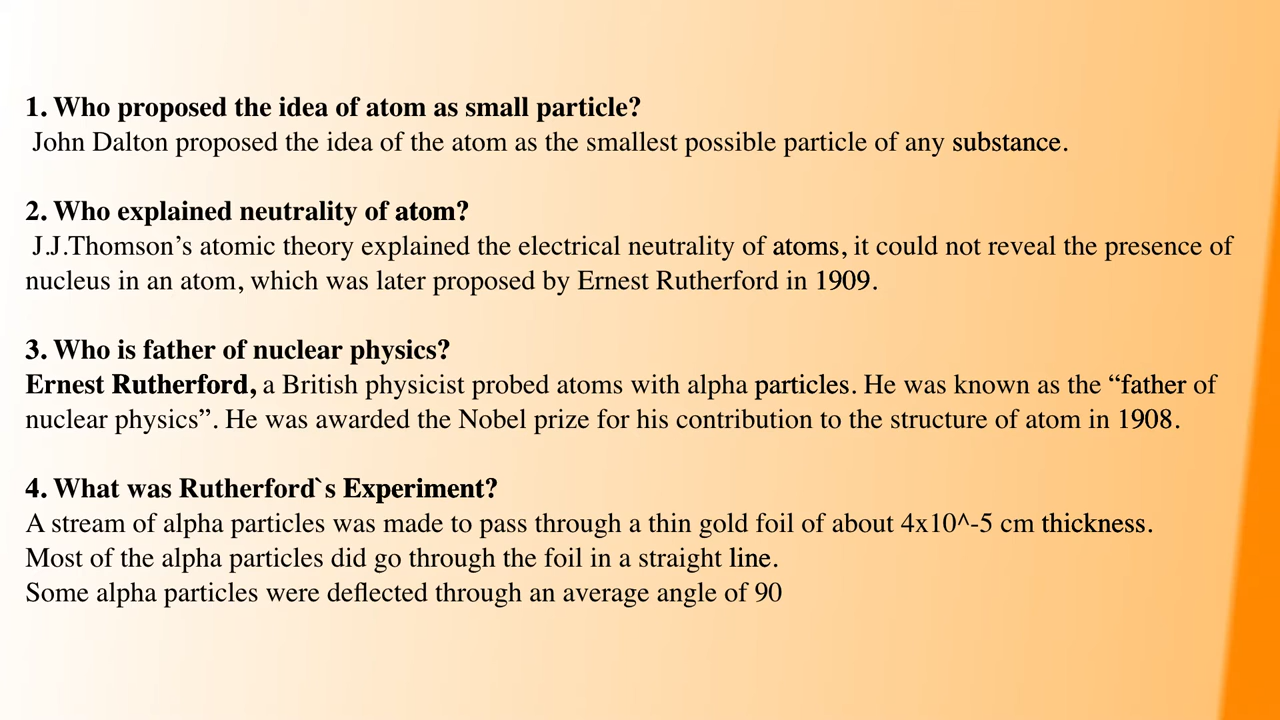 1. Who proposed the idea of atom as small particle?
John Dalton proposed the idea of the atom as the smallest possible particle of any substance.
2. Who explained neutrality of atom?
J.J.Thomson’s atomic theory explained the electrical neutrality of atoms, it could not reveal the presence of
nucleus in an atom, which was later proposed by Ernest Rutherford in 1909.
3. Who is father of nuclear physics?
Ernest Rutherford, a British physicist probed atoms with alpha particles. He was known as the “father of
nuclear physics”. He was awarded the Nobel prize for his contribution to the structure of atom in 1908.
4. What was Rutherford`s Experiment?
A stream of alpha particles was made to pass through a thin gold foil of about 4x10^-5 cm thickness.
Most of the alpha particles did go through the foil in a straight line.
Some alpha particles were deflected through an average angle of 90